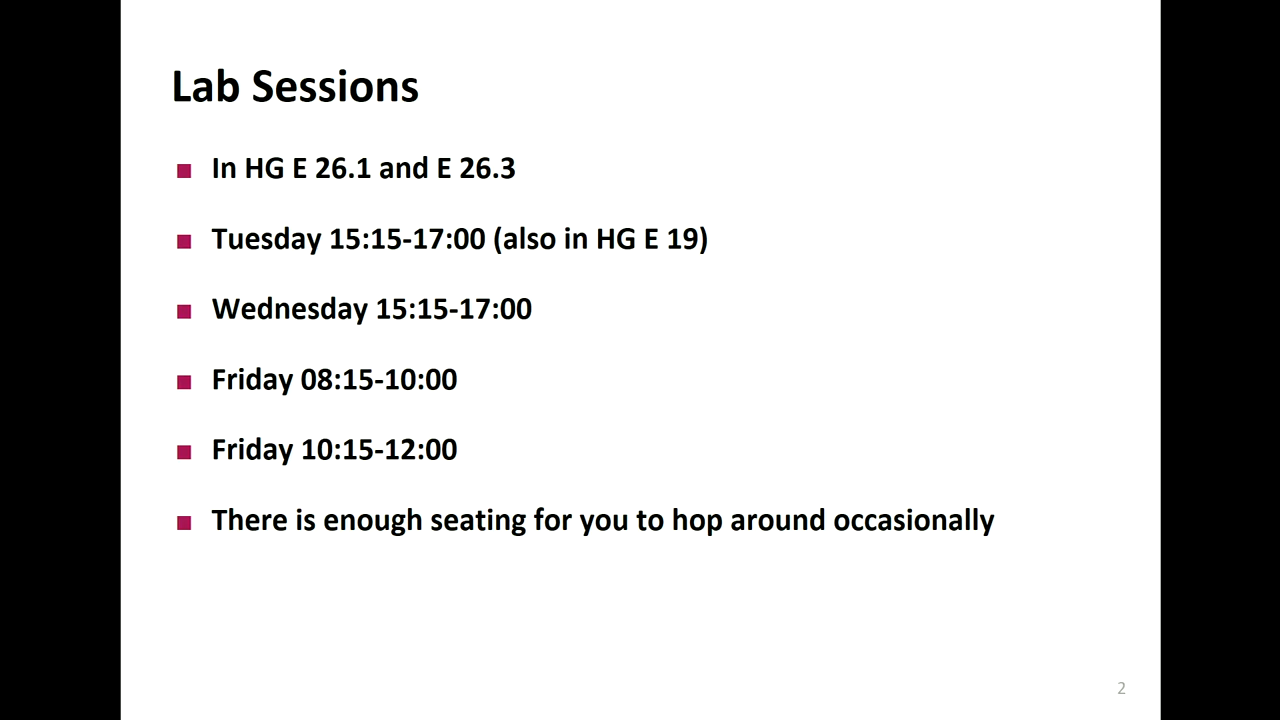 Lab Sessions
In HG E 26.1 and E 26.3
Tuesday 15:15-17:00 (also in HG E 19)
Wednesday 15:15-17:00
Friday 08:15-10:00
Friday 10:15-12:00
There is enough seating for you to hop around occasionally
2